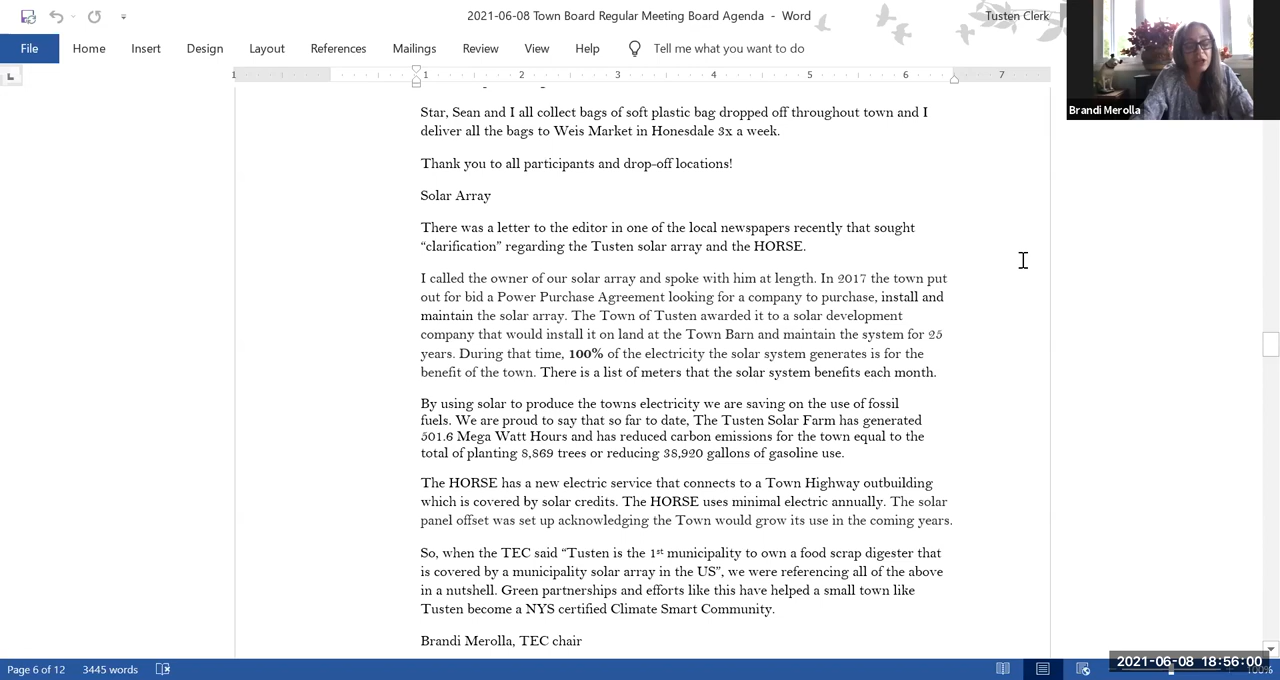 2021-06-08 Town Board Regular Meeting Board Agenda - Word
Tusten Clerk
File Home Insert Design Layout References Mailings Review View Help Tell me what you want to do
Brandi Merolla
1 1 2 3 4 5 6 7
Star, Sean and I all collect bags of soft plastic bag dropped off throughout town and I
deliver all the bags to Weis Market in Honesdale 3x a week.
Thank you to all participants and drop-off locations!
Solar Array
There was a letter to the editor in one of the local newspapers recently that sought
“clarification” regarding the Tusten solar array and the HORSE.
I called the owner of our solar array and spoke with him at length. In 2017 the town put
out for bid a Power Purchase Agreement looking for a company to purchase, install and
maintain the solar array. The Town of Tusten awarded it to a solar development
company that would install it on land at the Town Barn and maintain the system for 25
years. During that time, 100% of the electricity the solar system generates is for the
benefit of the town. There is a list of meters that the solar system benefits each month.
By using solar to produce the towns electricity we are saving on the use of fossil
fuels. We are proud to say that so far to date, The Tusten Solar Farm has generated
501.6 Mega Watt Hours and has reduced carbon emissions for the town equal to the
total of planting 8,869 trees or reducing 38,920 gallons of gasoline use.
The HORSE has a new electric service that connects to a Town Highway outbuilding
which is covered by solar credits. The HORSE uses minimal electric annually. The solar
panel offset was set up acknowledging the Town would grow its use in the coming years.
So, when the TEC said “Tusten is the 1st municipality to own a food scrap digester that
is covered by a municipality solar array in the US”, we were referencing all of the above
in a nutshell. Green partnerships and efforts like this have helped a small town like
Tusten become a NYS certified Climate Smart Community.
Brandi Merolla, TEC chair
Page 6 of 12 3445 words
2021-06-08 18:56:00
100%